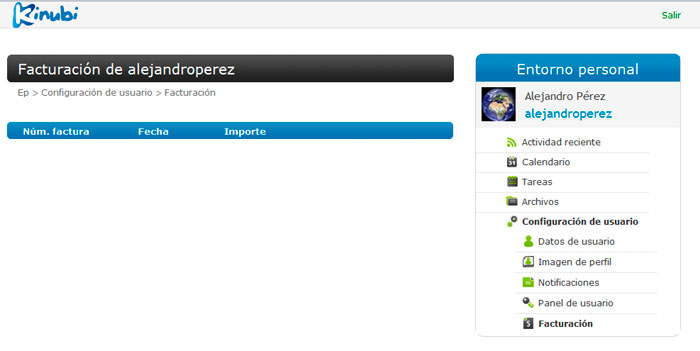 Kinubi
Salir
Facturación de alejandroperez
Ep > Configuración de usuario > Facturación
Núm. factura Fecha Importe
Entorno personal
Alejandro Pérez
alejandroperez
Actividad reciente
31 Calendario
Tareas
Archivos
Configuración de usuario
Datos de usuario
Imagen de perfil
Notificaciones
Panel de usuario
$ Facturación